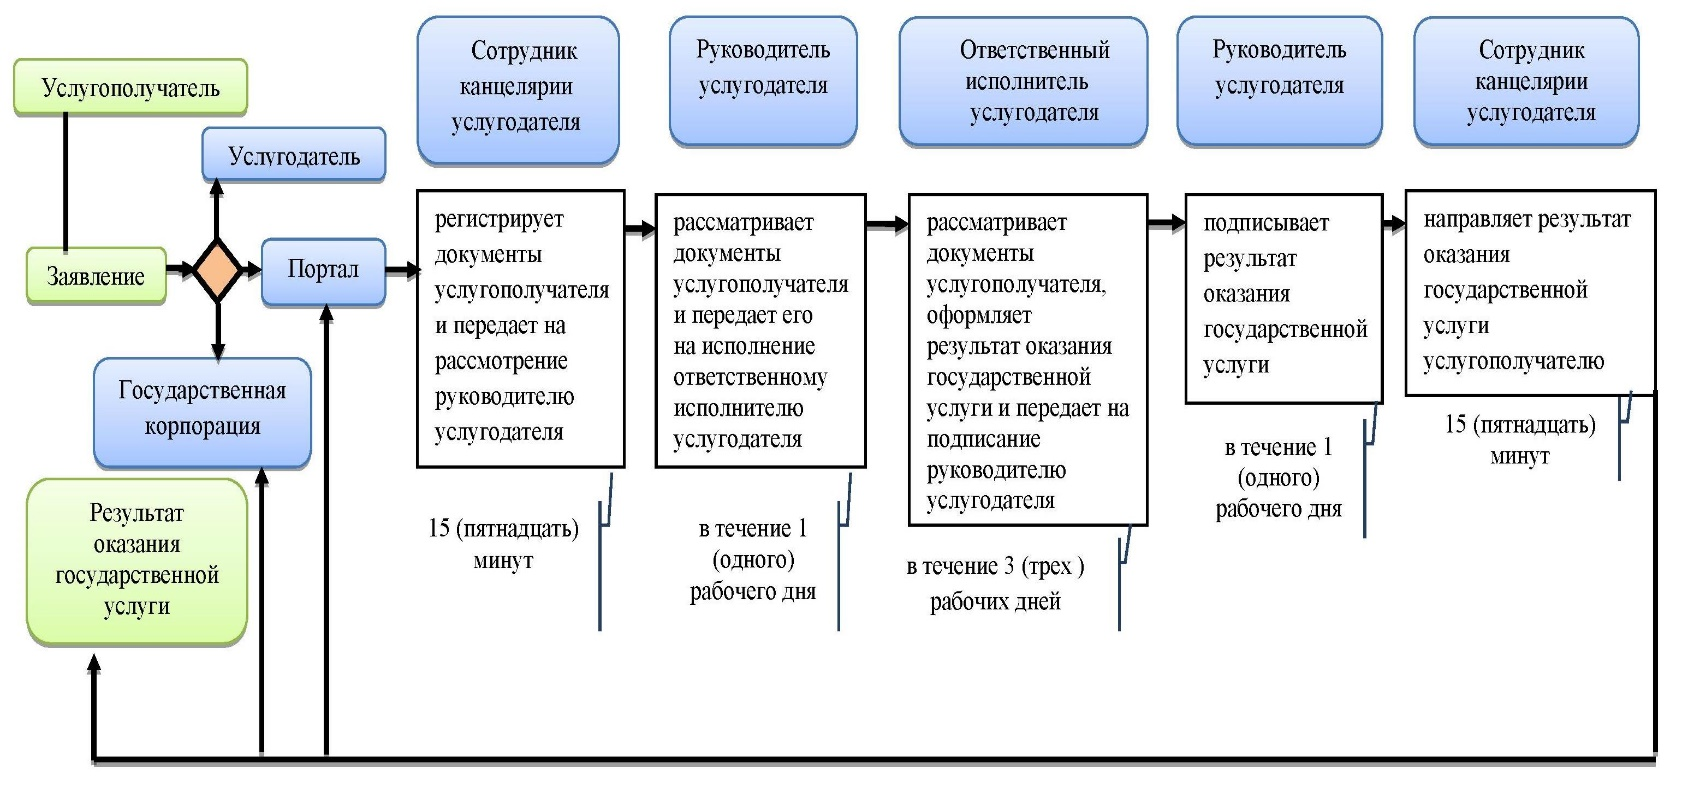 Услугополучатель
Услугодатель
Заявление
Портал
Государственная
корпорация
Результат
оказания
государственной
услуги
Сотрудник
канцелярии
услугодателя
Руководитель
услугодателя
Ответственный
исполнитель
услугодателя
Руководитель
услугодателя
Сотрудник
канцелярии
услугодателя
регистрирует
документы
услугополучателя
и передает на
рассмотрение
руководителю
услугодателя
рассматривает
документы
услугополучателя
и передает его
на исполнение
ответственному
исполнителю
услугодателя
рассматривает
документы
услугополучателя,
оформляет
результат оказания
государственной
услуги и передает на
подписание
руководителю
услугодателя
подписывает
результат
оказания
государственной
услуги
направляет результат
оказания
государственной
услуги
услугополучателю
15 (пятнадцать)
минут
в течение 1
(одного)
рабочего дня
в течение 3 (трех )
рабочих дней
в течение 1
(одного)
рабочего дня
15 (пятнадцать)
минут